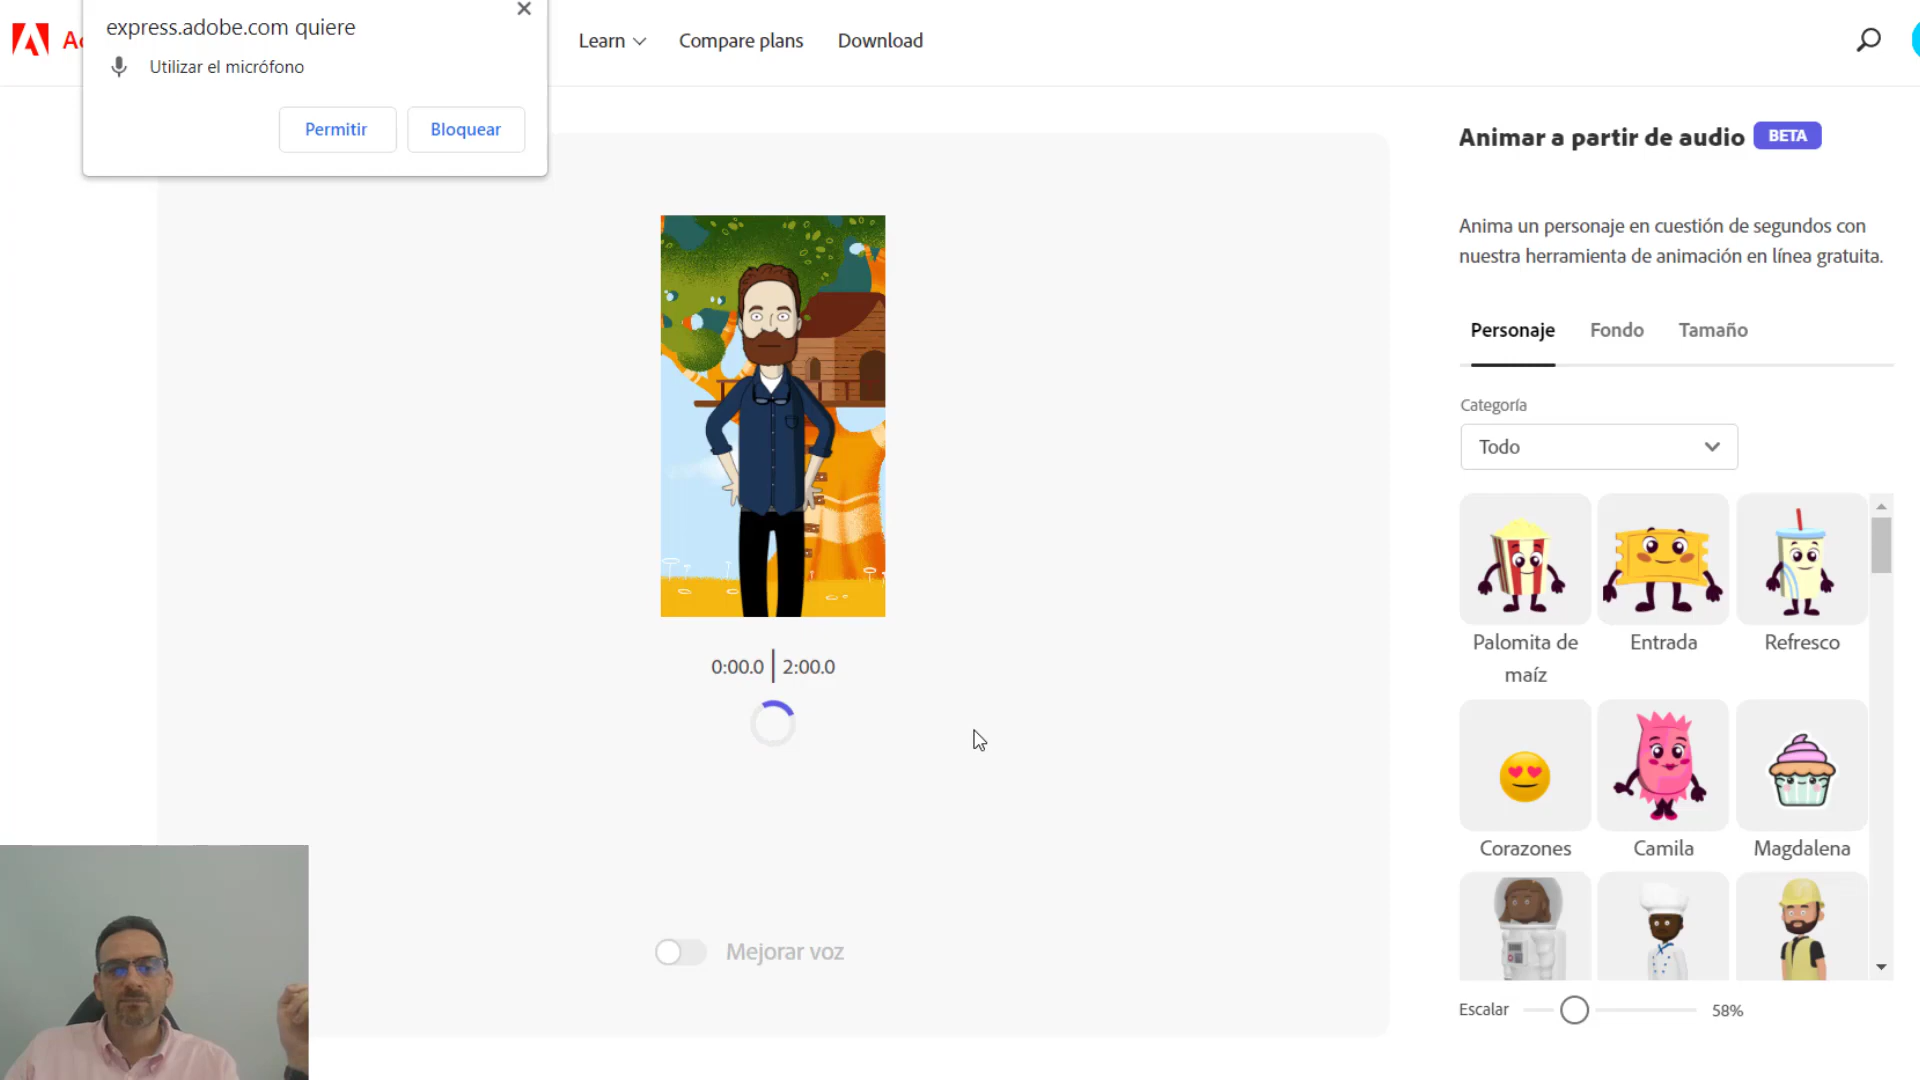 express.adobe.com quiere
Utilizar el micrófono
Permitir
Bloquear
Learn
Compare plans
Download
Animar a partir de audio BETA
Anima un personaje en cuestión de segundos con
nuestra herramienta de animación en línea gratuita.
Personaje
Fondo
Tamaño
Categoría
Todo
Palomita de
maíz
Entrada
Refresco
Corazones
Camila
Magdalena
Escalar
58%
0:00.0
2:00.0
Mejorar voz